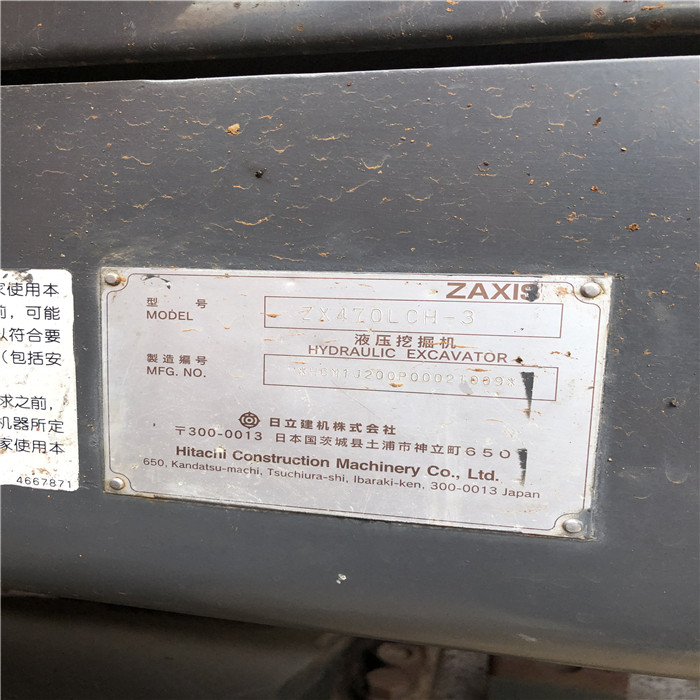 家使用本
前，可能
以符合要
（包括安
求之前，
机器所定
家使用本
4667871
ZAXIS
型 号
MODEL
ZX470LCH-3
液压挖掘机
HYDRAULIC EXCAVATOR
製造編号
MFG. NO.
日立建机株式会社
〒300-0013 日本国茨城县土浦市神立町650
Hitachi Construction Machinery Co., Ltd.
650, Kandatsu-machi, Tsuchiura-shi, Ibaraki-ken, 300-0013 Japan